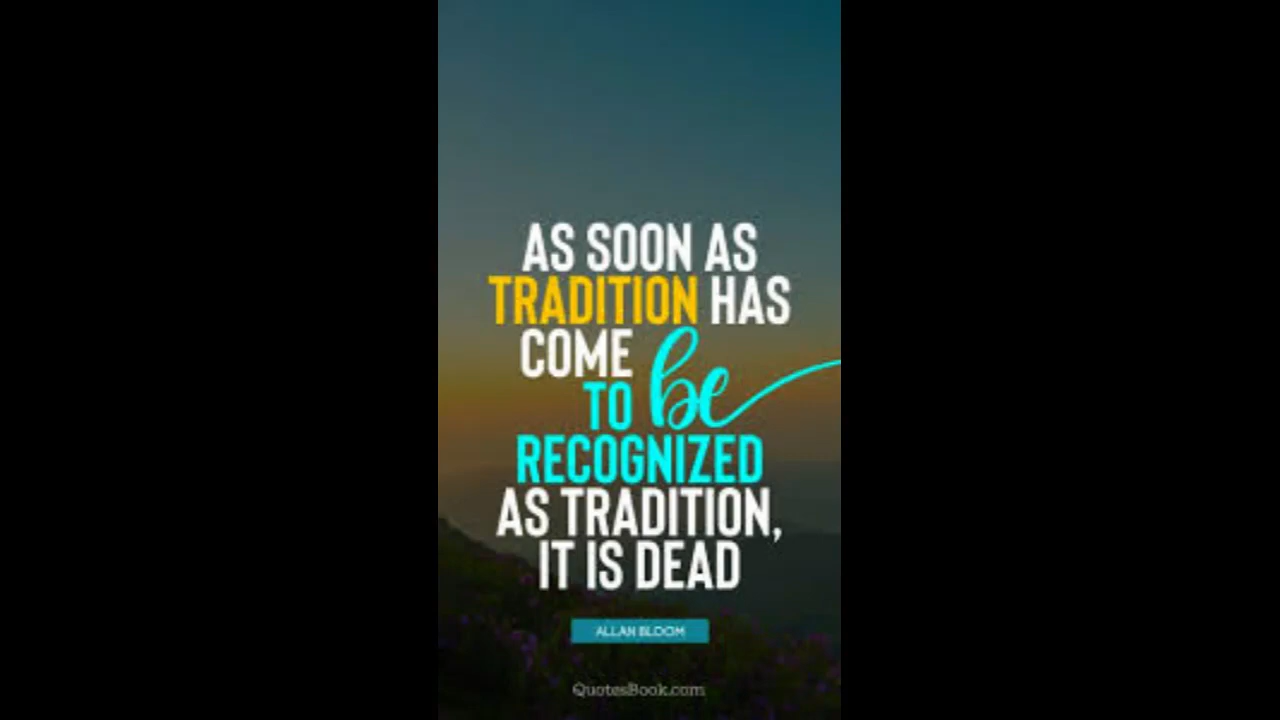 AS SOON AS
TRADITION HAS
COME
TO be
RECOGNIZED
AS TRADITION,
IT IS DEAD
ALLAN BLOOM
QuotesBook.com